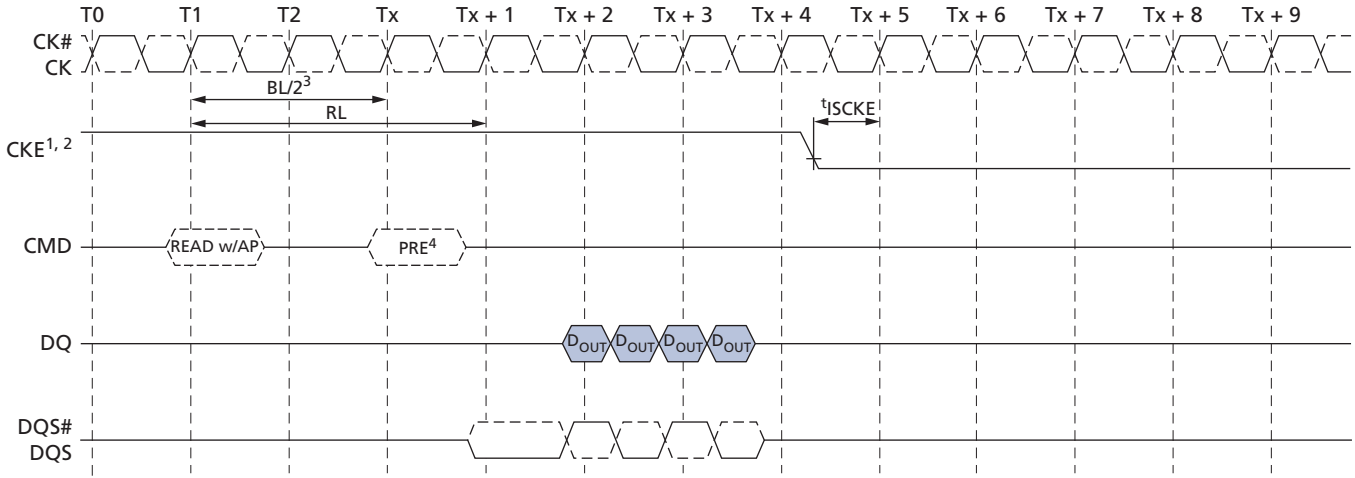 T0 T1 T2 Tx Tx + 1 Tx + 2 Tx + 3 Tx + 4 Tx + 5 Tx + 6 Tx + 7 Tx + 8 Tx + 9
CK#
CK
BL/2³
RL
ᵗISCKE
CKE¹, ²
CMD READ w/AP PRE⁴
DQ DOUT DOUT DOUT DOUT
DQS#
DQS